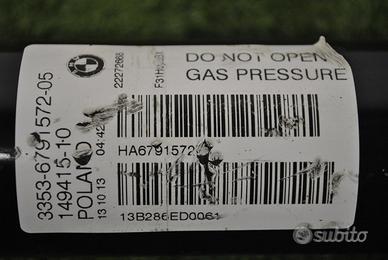 DO NOT OPEN
GAS PRESSURE
BMW
22272668
HA6791572
13B286ED0061
3353-6791572-05
149415-10
POLAND
13 10 13 04:42
subito